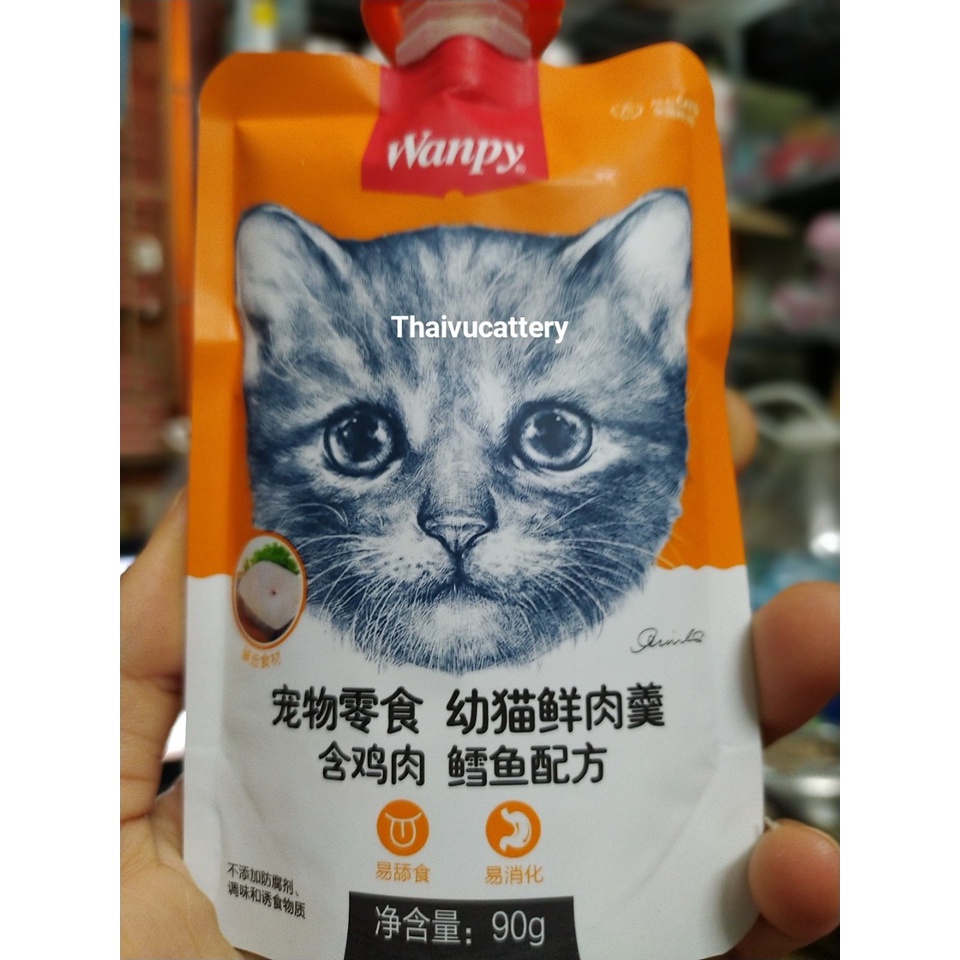 Wanpy
Thaivucattery
宠物零食 幼猫鲜肉羹
含鸡肉 鳕鱼配方
易舔食 易消化
不添加防腐剂、
调味和诱食物质
净含量：90g